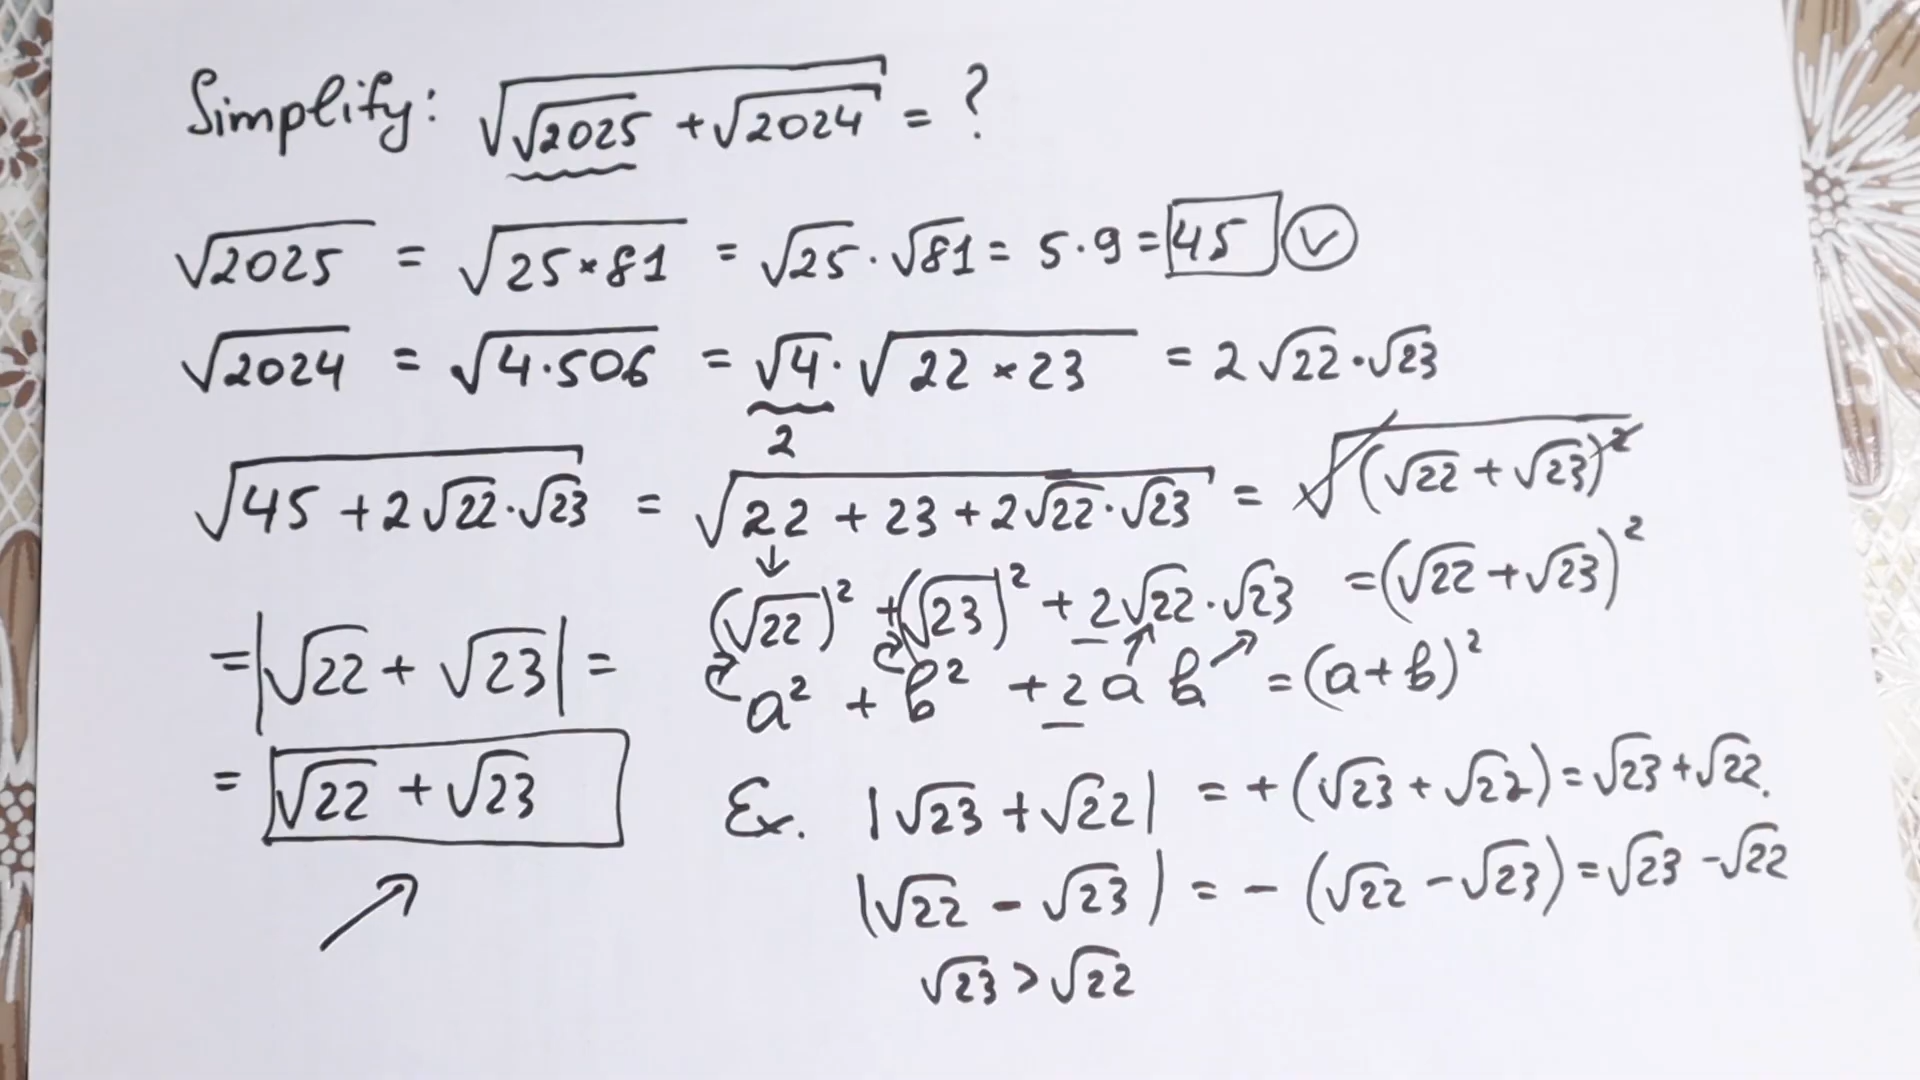 Simplify: √(√2025 + √2024) = ?
√2025 = √(25×81) = √25 · √81 = 5·9 = 45 ✓
√2024 = √(4·506) = √4 · √(22×23) = 2√22·√23
2
√(45 + 2√22·√23) = √(22 + 23 + 2√22·√23) = √((√22 + √23)²)
(√22)² + (√23)² + 2√22·√23 = (√22 + √23)²
= |√22 + √23| =
a² + b² + 2ab = (a+b)²
= √22 + √23
Ex. |√23 + √22| = +(√23 + √22) = √23 + √22.
|√22 - √23| = -(√22 - √23) = √23 - √22
√23 > √22